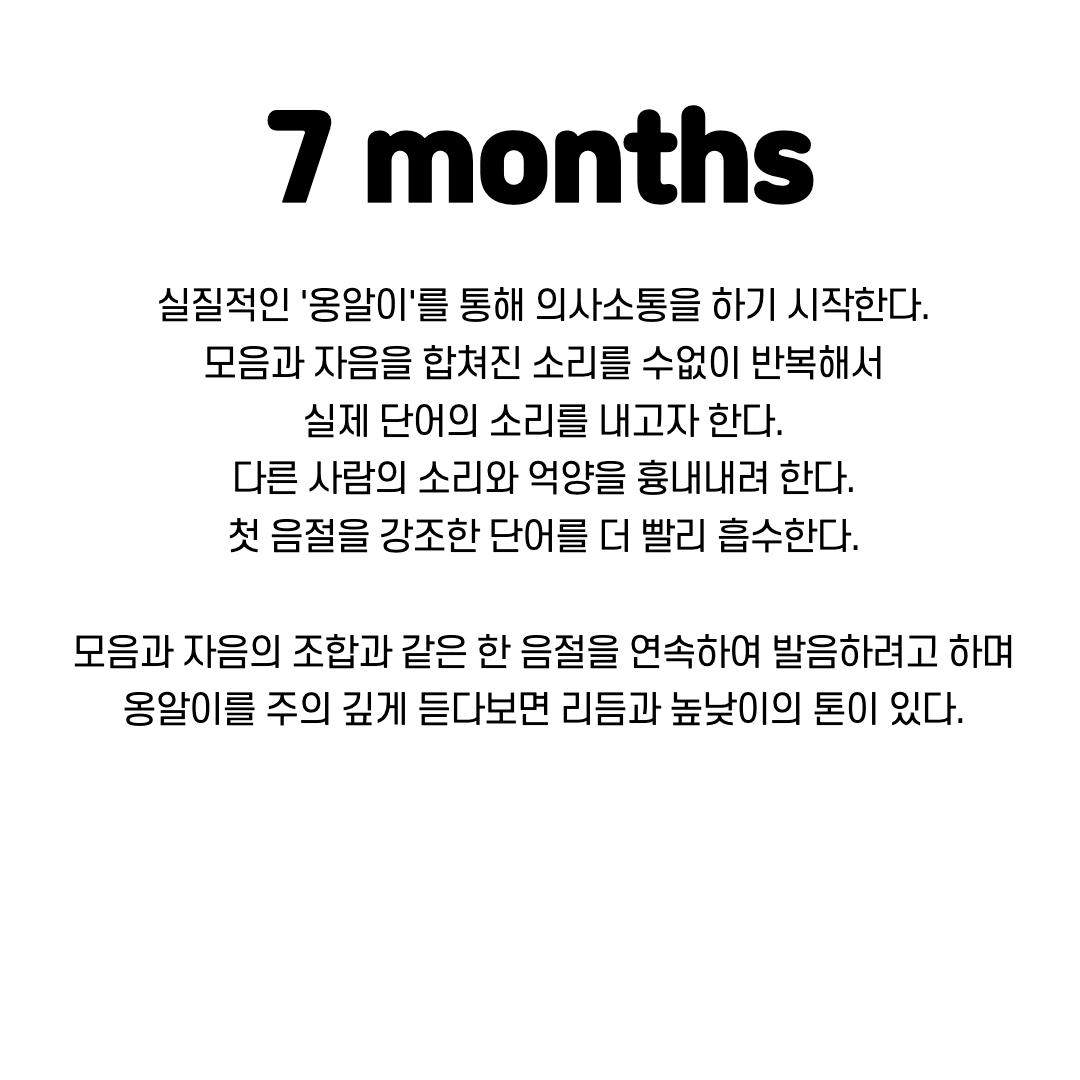 7 months
실질적인 '옹알이'를 통해 의사소통을 하기 시작한다.
모음과 자음을 합쳐진 소리를 수없이 반복해서
실제 단어의 소리를 내고자 한다.
다른 사람의 소리와 억양을 흉내내려 한다.
첫 음절을 강조한 단어를 더 빨리 흡수한다.
모음과 자음의 조합과 같은 한 음절을 연속하여 발음하려고 하며
옹알이를 주의 깊게 듣다보면 리듬과 높낮이의 톤이 있다.